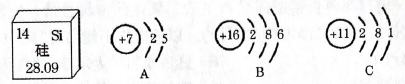 14 Si
硅
28.09
+7 2 5
A
+16 2 8 6
B
+11 2 8 1
C